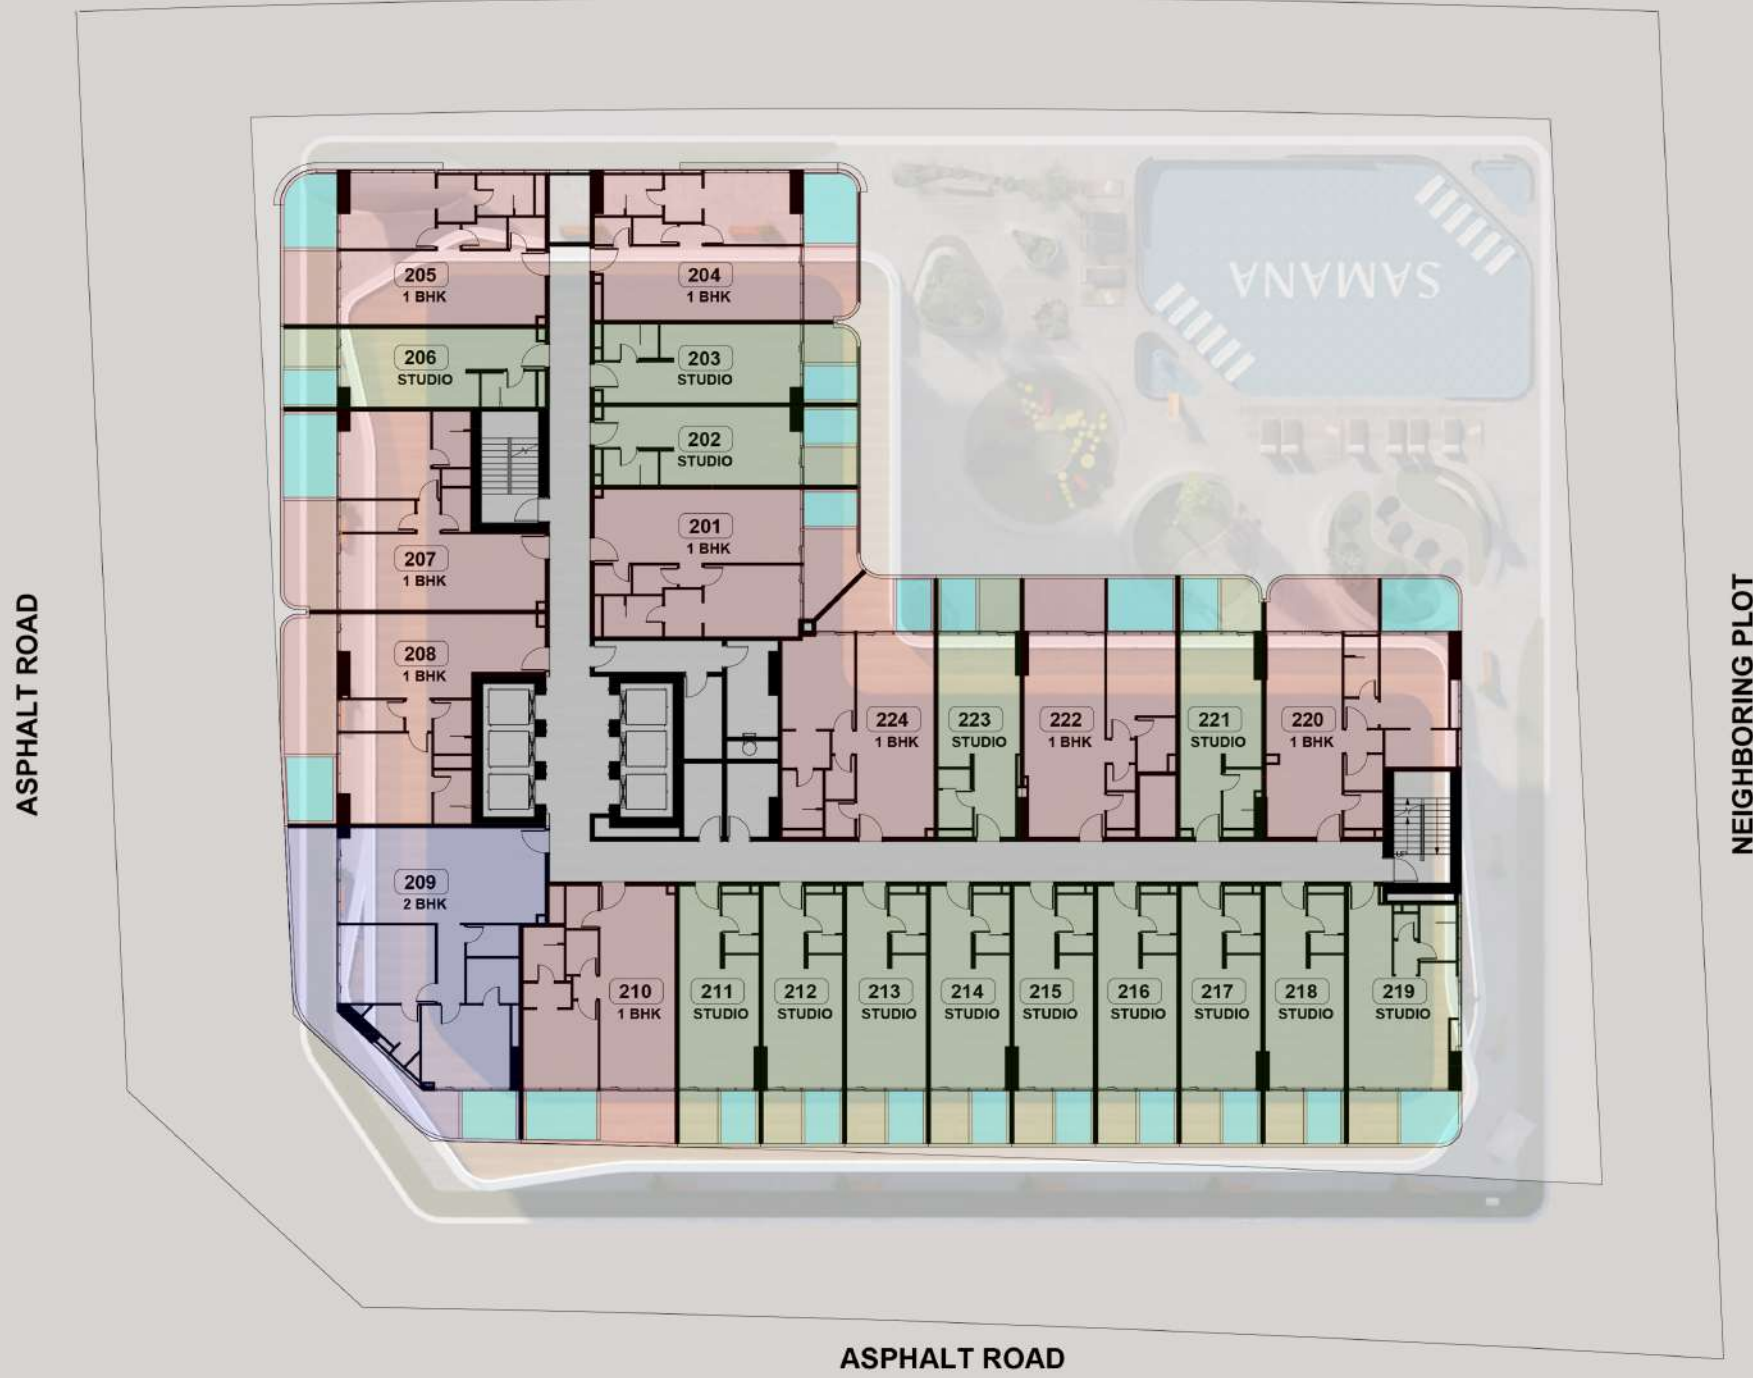 SAMANA
205
1 BHK
204
1 BHK
206
STUDIO
203
STUDIO
202
STUDIO
201
1 BHK
207
1 BHK
208
1 BHK
224
1 BHK
223
STUDIO
222
1 BHK
221
STUDIO
220
1 BHK
209
2 BHK
210
1 BHK
211
STUDIO
212
STUDIO
213
STUDIO
214
STUDIO
215
STUDIO
216
STUDIO
217
STUDIO
218
STUDIO
219
STUDIO
ASPHALT ROAD
NEIGHBORING PLOT
ASPHALT ROAD